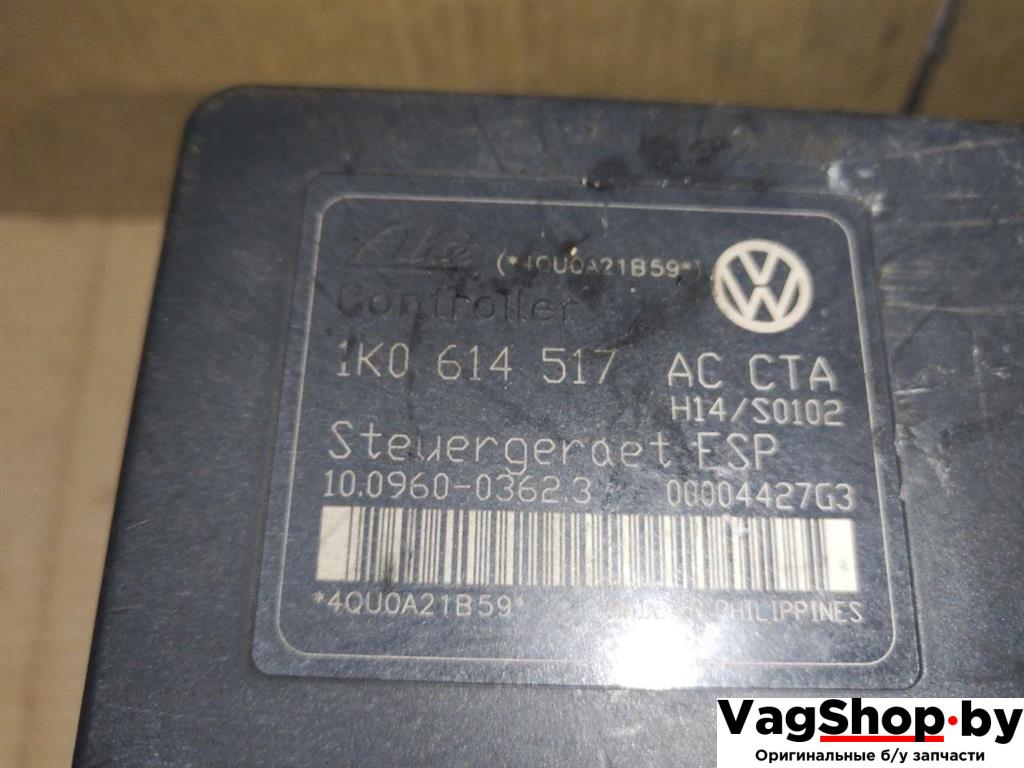 Ate (*4QU0A21B59*)
Controller
1K0 614 517 AC CTA
H14/S0102
Steuergeraet ESP
10.0960-0362.3 00004427G3
*4QU0A21B59* PHILIPPINES
VagShop.by
Оригинальные б/у запчасти